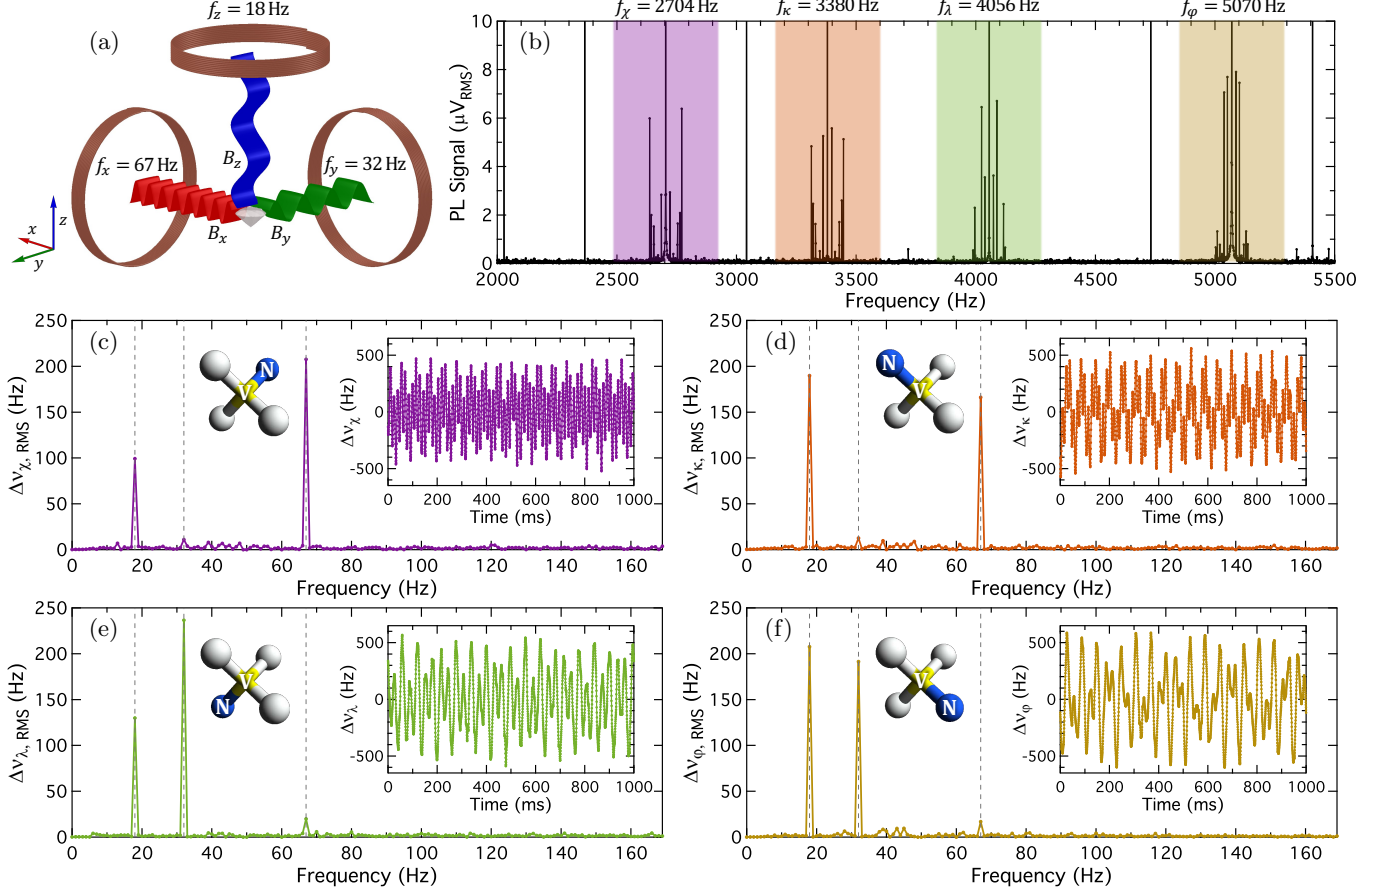 (a)
f_z = 18 Hz
f_x = 67 Hz
f_y = 32 Hz
B_z
B_x
B_y
x
y
z
(b)
f_χ = 2704 Hz
f_κ = 3380 Hz
f_λ = 4056 Hz
f_φ = 5070 Hz
PL Signal (μV_RMS)
10
8
6
4
2
0
2000 2500 3000 3500 4000 4500 5000 5500
Frequency (Hz)
(c)
Δν_χ, RMS (Hz)
250
200
150
100
50
0
0 20 40 60 80 100 120 140 160
Frequency (Hz)
N
V
Δν_χ (Hz)
500
0
-500
0 200 400 600 800 1000
Time (ms)
(d)
Δν_κ, RMS (Hz)
250
200
150
100
50
0
0 20 40 60 80 100 120 140 160
Frequency (Hz)
N
V
Δν_κ (Hz)
500
0
-500
0 200 400 600 800 1000
Time (ms)
(e)
Δν_λ, RMS (Hz)
250
200
150
100
50
0
0 20 40 60 80 100 120 140 160
Frequency (Hz)
V
N
Δν_λ (Hz)
500
0
-500
0 200 400 600 800 1000
Time (ms)
(f)
Δν_φ, RMS (Hz)
250
200
150
100
50
0
0 20 40 60 80 100 120 140 160
Frequency (Hz)
V
N
Δν_φ (Hz)
500
0
-500
0 200 400 600 800 1000
Time (ms)